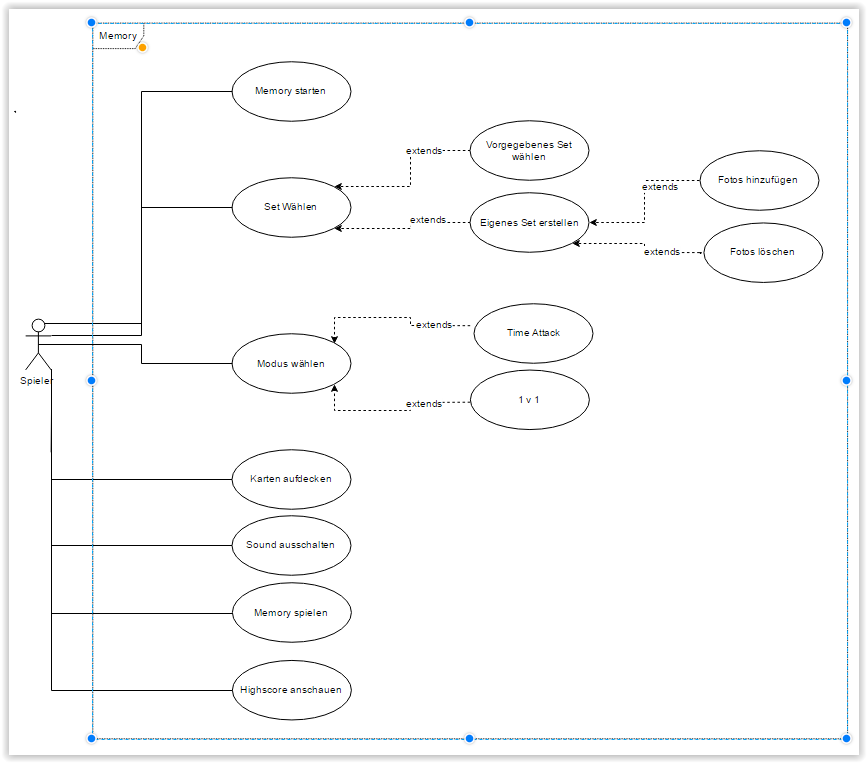 Memory
Memory starten
Vorgegebenes Set
wählen
extends
Fotos hinzufügen
extends
Set Wählen
extends
Eigenes Set erstellen
extends
Fotos löschen
extends
Time Attack
Modus wählen
Spieler
extends
1 v 1
Karten aufdecken
Sound ausschalten
Memory spielen
Highscore anschauen